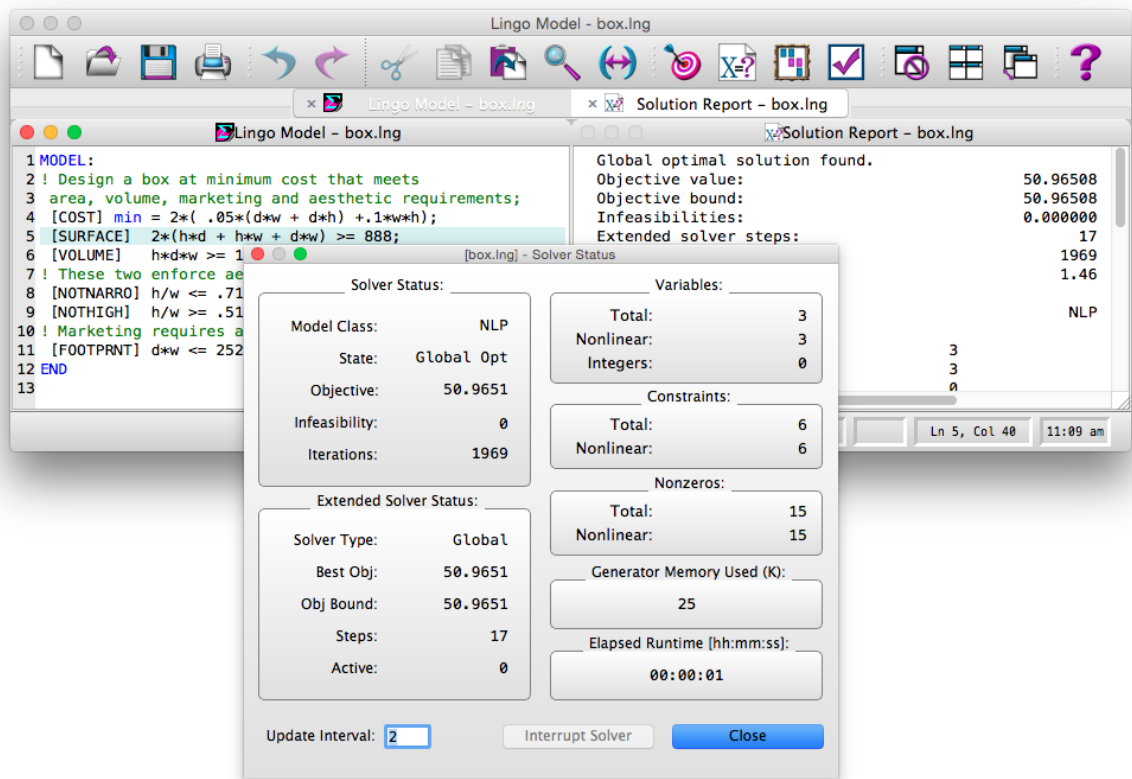 Lingo Model - box.lng
Lingo Model - box.lng
Solution Report - box.lng
Lingo Model - box.lng
Solution Report - box.lng
1 MODEL:
2 ! Design a box at minimum cost that meets
3 area, volume, marketing and aesthetic requirements;
4 [COST] min = 2*( .05*(d*w + d*h) +.1*w*h);
5 [SURFACE] 2*(h*d + h*w + d*w) >= 888;
6 [VOLUME] h*d*w >= 1
7 ! These two enforce ae
8 [NOTNARRO] h/w <= .71
9 [NOTHIGH] h/w >= .51
10 ! Marketing requires a
11 [FOOTPRNT] d*w <= 252
12 END
13
Global optimal solution found.
Objective value: 50.96508
Objective bound: 50.96508
Infeasibilities: 0.000000
Extended solver steps: 17
1969
1.46
NLP
3
3
0
Ln 5, Col 40
11:09 am
[box.lng] - Solver Status
Solver Status:
Model Class: NLP
State: Global Opt
Objective: 50.9651
Infeasibility: 0
Iterations: 1969
Extended Solver Status:
Solver Type: Global
Best Obj: 50.9651
Obj Bound: 50.9651
Steps: 17
Active: 0
Variables:
Total: 3
Nonlinear: 3
Integers: 0
Constraints:
Total: 6
Nonlinear: 6
Nonzeros:
Total: 15
Nonlinear: 15
Generator Memory Used (K):
25
Elapsed Runtime [hh:mm:ss]:
00:00:01
Update Interval: 2
Interrupt Solver
Close